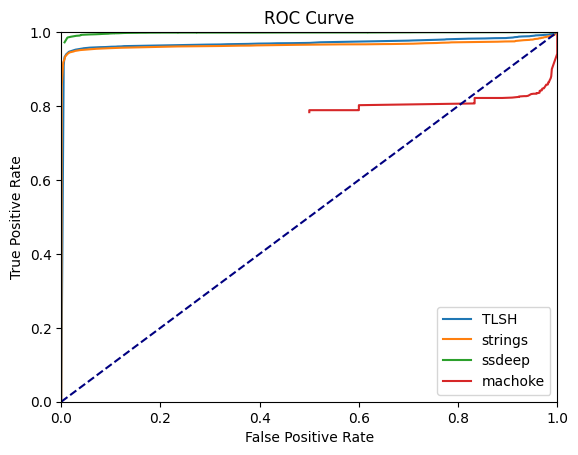 ROC Curve
True Positive Rate
1.0
0.8
0.6
0.4
0.2
0.0
TLSH
strings
ssdeep
machoke
0.0 0.2 0.4 0.6 0.8 1.0
False Positive Rate